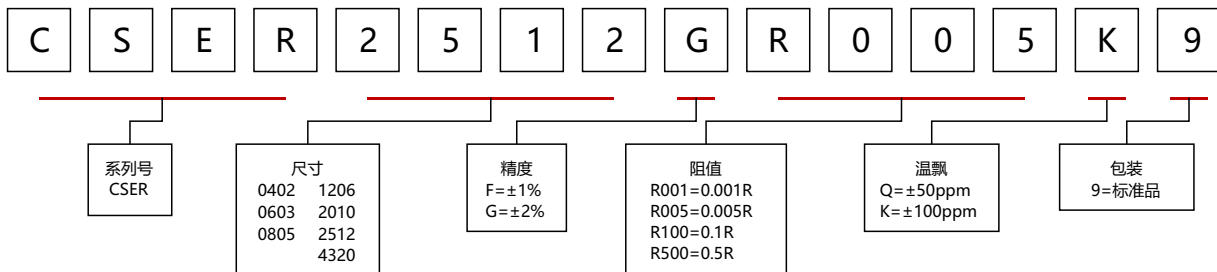 C S E R 2 5 1 2 G R 0 0 5 K 9
系列号
CSER
尺寸
0402 1206
0603 2010
0805 2512
4320
精度
F=±1%
G=±2%
阻值
R001=0.001R
R005=0.005R
R100=0.1R
R500=0.5R
温飘
Q=±50ppm
K=±100ppm
包装
9=标准品